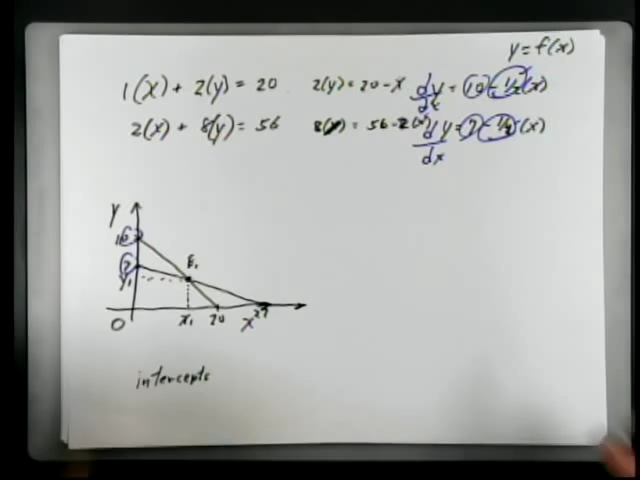 y = f(x)
1(x) + 2(y) = 20 2(y) = 20 - x dy/dx = 10 - 1/2 (x)
2(x) + 8(y) = 56 8(y) = 56 - 2(x) dy/dx = 7 - 1/4 (x)
y
10
7
y1
E1
0 x1 20 x
intercepts